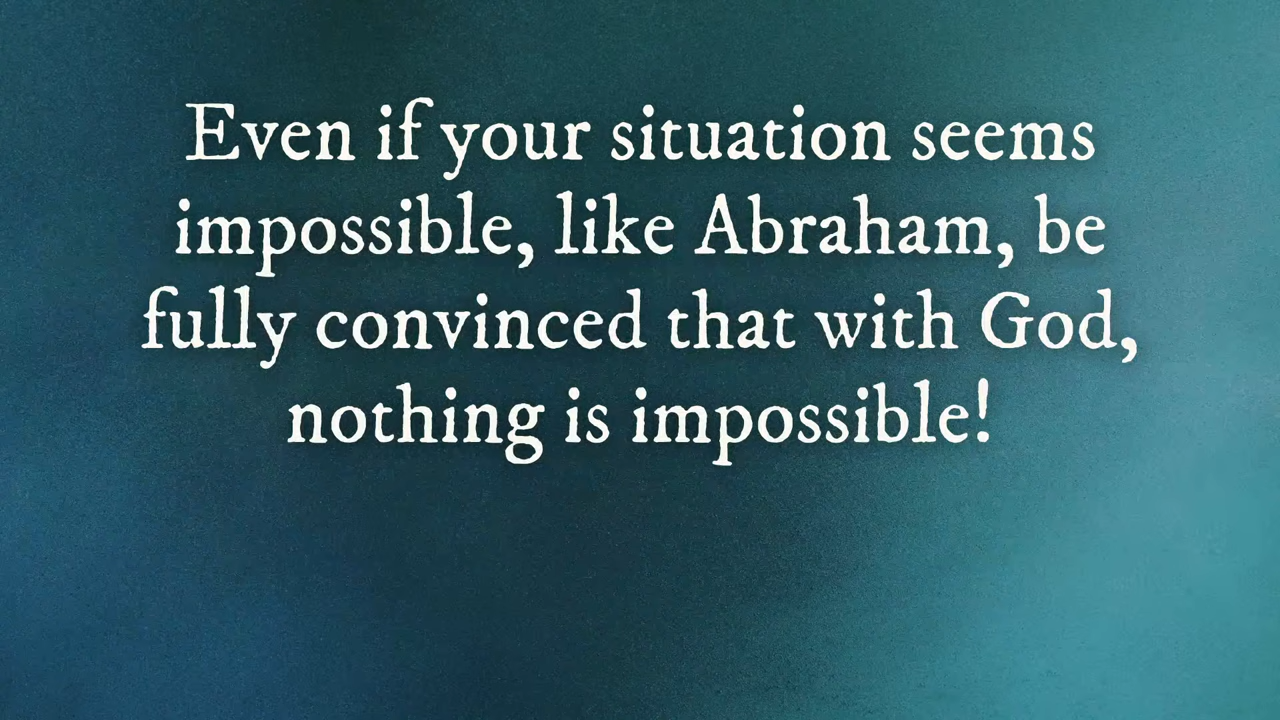 Even if your situation seems
impossible, like Abraham, be
fully convinced that with God,
nothing is impossible!